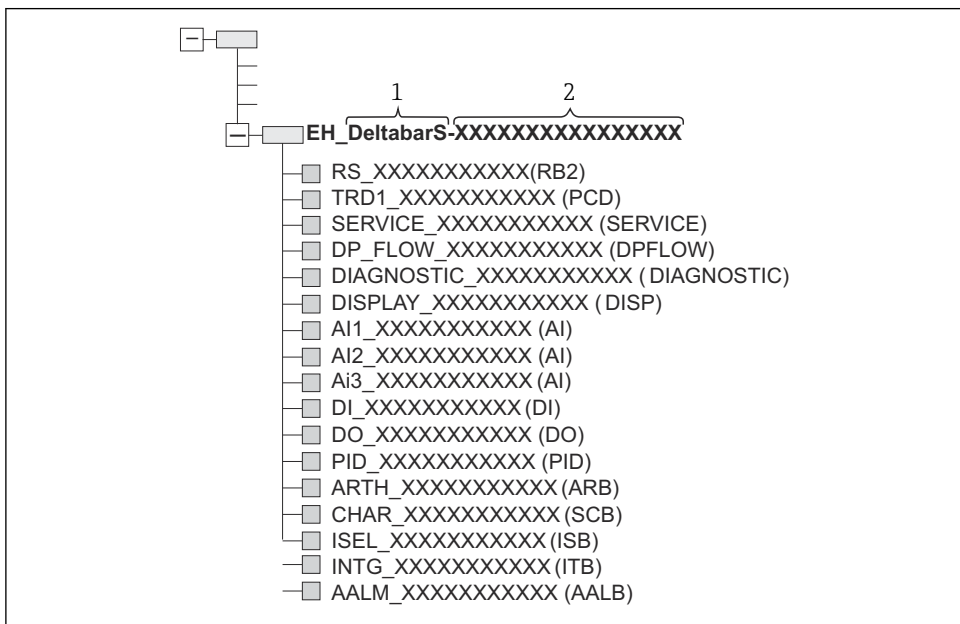 1 2
EH_DeltabarS-XXXXXXXXXXXXXXXX
RS_XXXXXXXXXXX(RB2)
TRD1_XXXXXXXXXXX (PCD)
SERVICE_XXXXXXXXXXX (SERVICE)
DP_FLOW_XXXXXXXXXXX (DPFLOW)
DIAGNOSTIC_XXXXXXXXXXX ( DIAGNOSTIC)
DISPLAY_XXXXXXXXXXX ( DISP)
AI1_XXXXXXXXXXX (AI)
AI2_XXXXXXXXXXX (AI)
Ai3_XXXXXXXXXXX (AI)
DI_XXXXXXXXXXX (DI)
DO_XXXXXXXXXXX (DO)
PID_XXXXXXXXXXX (PID)
ARTH_XXXXXXXXXXX (ARB)
CHAR_XXXXXXXXXXX (SCB)
ISEL_XXXXXXXXXXX (ISB)
INTG_XXXXXXXXXXX (ITB)
AALM_XXXXXXXXXXX (AALB)